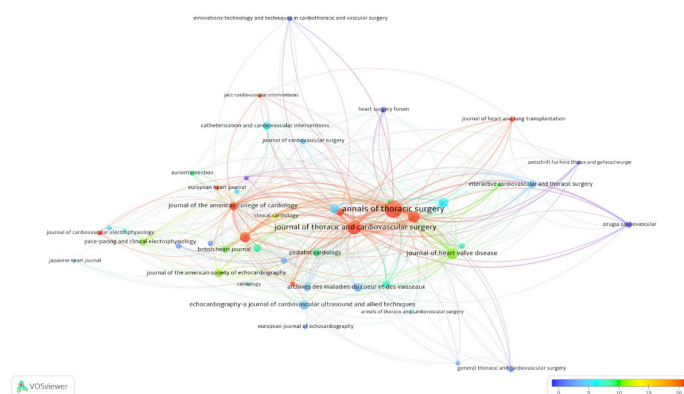 innovations-technology and techniques in cardiothoracic and vascular surgery
jacc-cardiovascular interventions
heart surgery forum
catheterization and cardiovascular interventions
journal of heart and lung transplantation
journal of cardiovascular surgery
zeitschrift fur herz thorax und gefasschirurgie
eurointervention
interactive cardiovascular and thoracic surgery
european heart journal
journal of the american college of cardiology
annals of thoracic surgery
clinical cardiology
cirugia cardiovascular
journal of thoracic and cardiovascular surgery
journal of cardiovascular electrophysiology
pace-pacing and clinical electrophysiology
british heart journal
pediatric cardiology
journal of heart valve disease
japanese heart journal
journal of the american society of echocardiography
cardiology
archives des maladies du coeur et des vaisseaux
echocardiography-a journal of cardiovascular ultrasound and allied techniques
annals of thoracic and cardiovascular surgery
european journal of echocardiography
general thoracic and cardiovascular surgery
VOSviewer
0 5 10 15 20